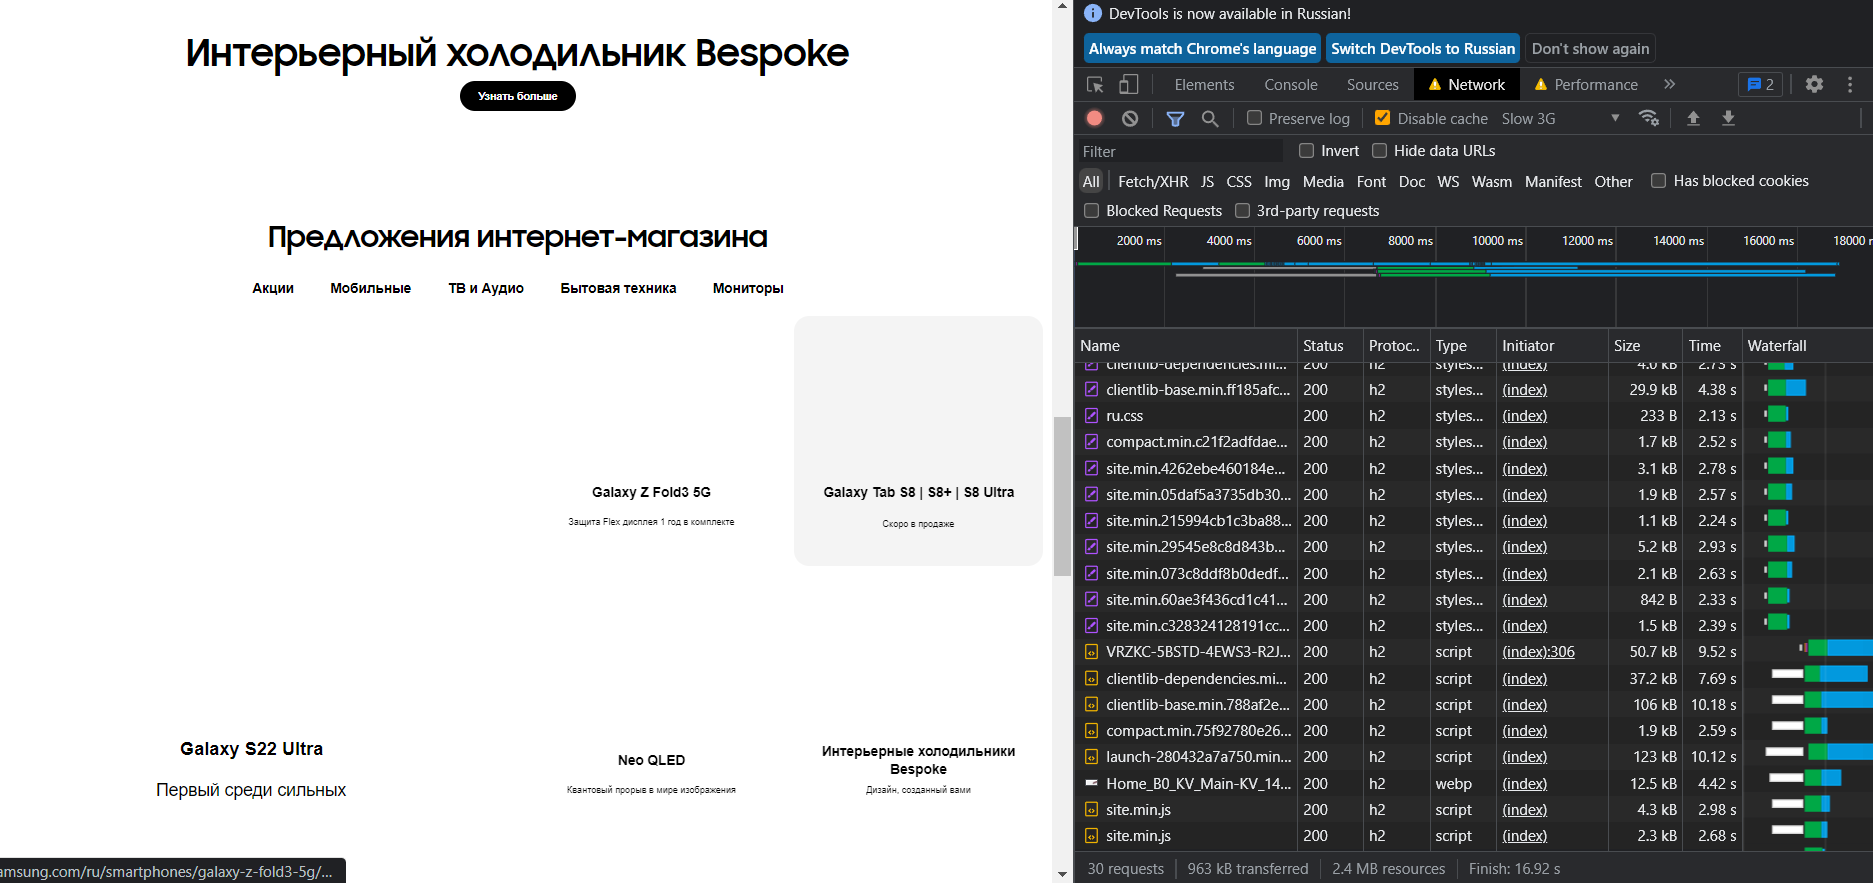 Интерьерный холодильник Bespoke
Узнать больше
Предложения интернет-магазина
Акции Мобильные ТВ и Аудио Бытовая техника Мониторы
Galaxy Z Fold3 5G
Защита Flex дисплея 1 год в комплекте
Galaxy Tab S8 | S8+ | S8 Ultra
Скоро в продаже
Galaxy S22 Ultra
Первый среди сильных
Neo QLED
Квантовый прорыв в мире изображения
Интерьерные холодильники
Bespoke
Дизайн, созданный вами
amsung.com/ru/smartphones/galaxy-z-fold3-5g/...
DevTools is now available in Russian!
Always match Chrome's language Switch DevTools to Russian Don't show again
Elements Console Sources Network Performance » 2
Preserve log Disable cache Slow 3G
Filter Invert Hide data URLs
All Fetch/XHR JS CSS Img Media Font Doc WS Wasm Manifest Other Has blocked cookies
Blocked Requests 3rd-party requests
2000 ms 4000 ms 6000 ms 8000 ms 10000 ms 12000 ms 14000 ms 16000 ms 18000 m
Name Status Protoc.. Type Initiator Size Time Waterfall
clientlib-dependencies.mi... 200 h2 styles... (index) 4.0 kB 2.73 s
clientlib-base.min.ff185afc... 200 h2 styles... (index) 29.9 kB 4.38 s
ru.css 200 h2 styles... (index) 233 B 2.13 s
compact.min.c21f2adfdae... 200 h2 styles... (index) 1.7 kB 2.52 s
site.min.4262ebe460184e... 200 h2 styles... (index) 3.1 kB 2.78 s
site.min.05daf5a3735db30... 200 h2 styles... (index) 1.9 kB 2.57 s
site.min.215994cb1c3ba88... 200 h2 styles... (index) 1.1 kB 2.24 s
site.min.29545e8c8d843b... 200 h2 styles... (index) 5.2 kB 2.93 s
site.min.073c8ddf8b0dedf... 200 h2 styles... (index) 2.1 kB 2.63 s
site.min.60ae3f436cd1c41... 200 h2 styles... (index) 842 B 2.33 s
site.min.c328324128191cc... 200 h2 styles... (index) 1.5 kB 2.39 s
VRZKC-5BSTD-4EWS3-R2J... 200 h2 script (index):306 50.7 kB 9.52 s
clientlib-dependencies.mi... 200 h2 script (index) 37.2 kB 7.69 s
clientlib-base.min.788af2e... 200 h2 script (index) 106 kB 10.18 s
compact.min.75f92780e26... 200 h2 script (index) 1.9 kB 2.59 s
launch-280432a7a750.min... 200 h2 script (index) 123 kB 10.12 s
Home_B0_KV_Main-KV_14... 200 h2 webp (index) 12.5 kB 4.42 s
site.min.js 200 h2 script (index) 4.3 kB 2.98 s
site.min.js 200 h2 script (index) 2.3 kB 2.68 s
30 requests 963 kB transferred 2.4 MB resources Finish: 16.92 s